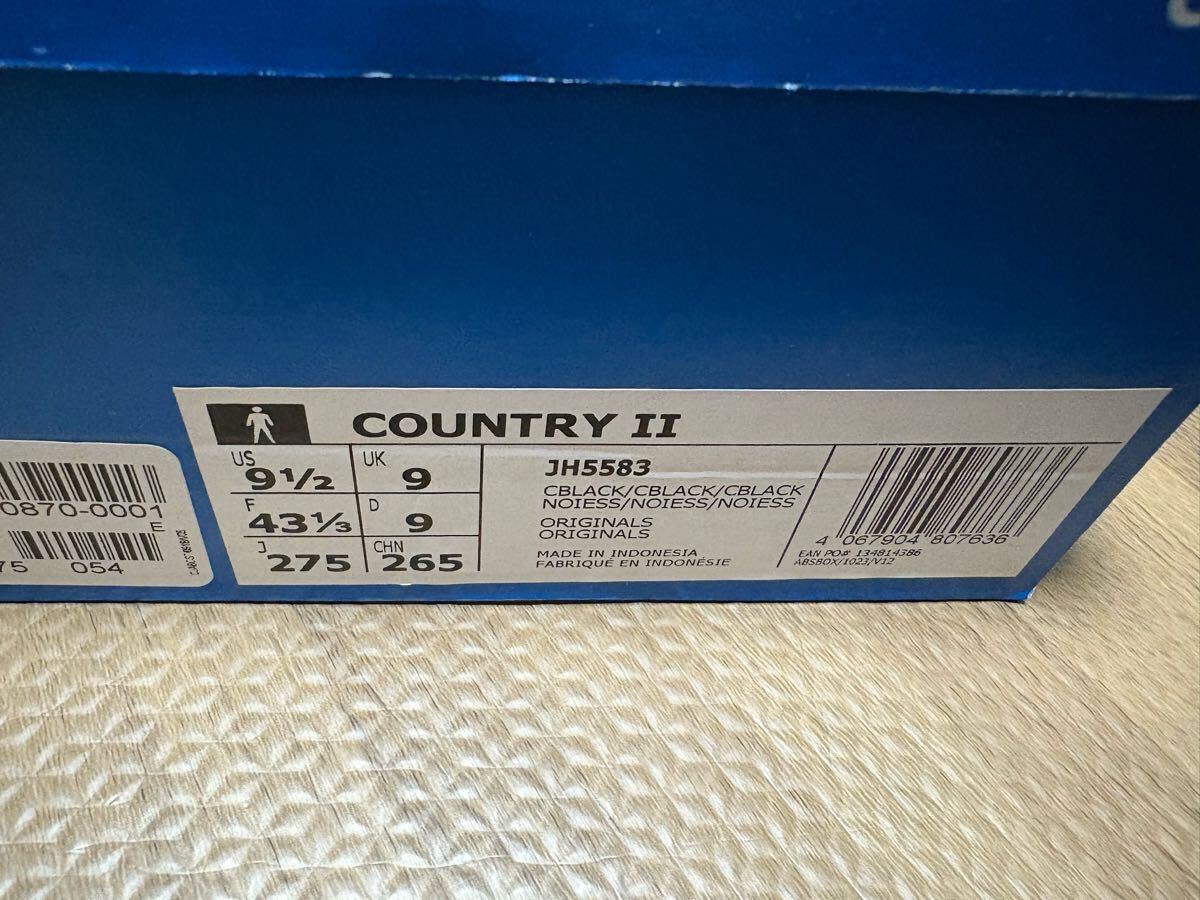 COUNTRY II
US 9½ UK 9
F 43⅓ D 9
J 275 CHN 265
JH5583
CBLACK/CBLACK/CBLACK
NOIESS/NOIESS/NOIESS
ORIGINALS
ORIGINALS
MADE IN INDONESIA
FABRIQUÉ EN INDONÉSIE
4 067904 807636
EAN PO# 134814386
ABSBOX/1023/V12
0870-0001
E
75 054